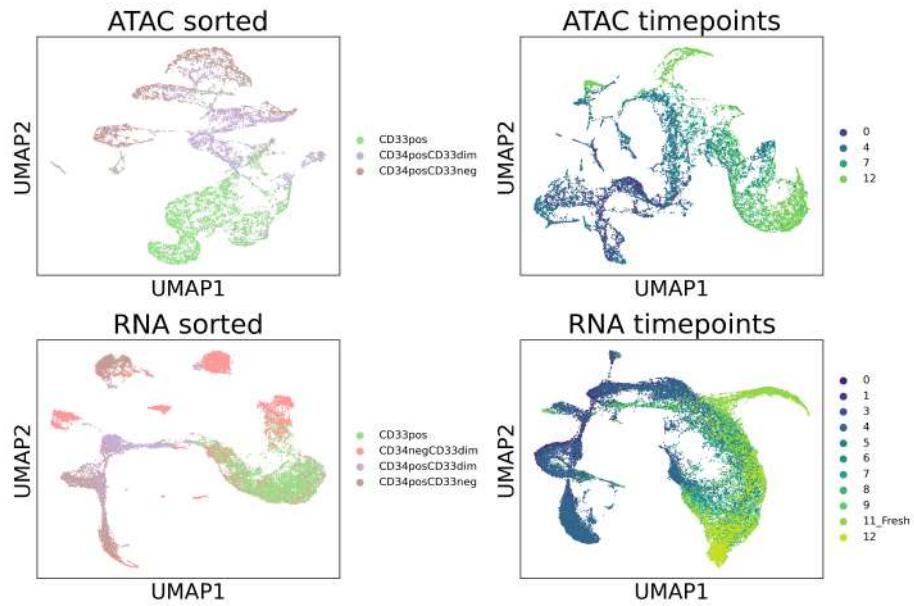 ATAC sorted
UMAP2
UMAP1
CD33pos
CD34posCD33dim
CD34posCD33neg
ATAC timepoints
UMAP2
UMAP1
0
4
7
12
RNA sorted
UMAP2
UMAP1
CD33pos
CD34negCD33dim
CD34posCD33dim
CD34posCD33neg
RNA timepoints
UMAP2
UMAP1
0
1
3
4
5
6
7
8
9
11_Fresh
12